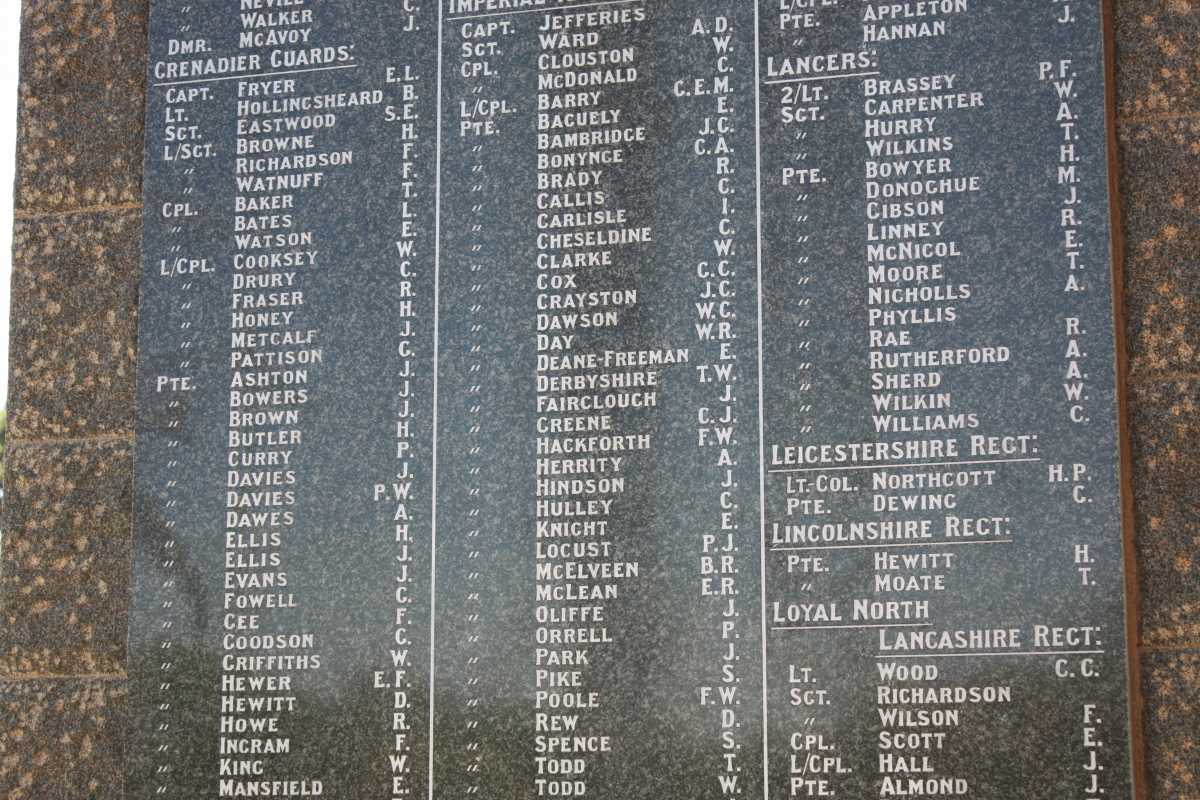 " NEVILL
" WALKER C.
DMR. MCAVOY J.
GRENADIER GUARDS:
CAPT. FRYER E.L.
LT. HOLLINGSHEARD B.
SGT. EASTWOOD S.E.
L/SGT. BROWNE H.
" RICHARDSON F.
" WATNUFF F.
CPL. BAKER T.
" BATES L.
" WATSON E.
L/CPL. COOKSEY W.
" DRURY C.
" FRASER R.
" HONEY H.
" METCALF J.
" PATTISON G.
PTE. ASHTON J.
" BOWERS J.
" BROWN J.
" BUTLER H.
" CURRY P.
" DAVIES J.
" DAVIES P.W.
" DAWES A.
" ELLIS H.
" ELLIS J.
" EVANS J.
" FOWELL C.
" GEE F.
" GOODSON G.
" GRIFFITHS W.
" HEWER E.F.
" HEWITT D.
" HOWE R.
" INGRAM F.
" KING W.
" MANSFIELD E.
IMPERIAL
CAPT. JEFFERIES
SGT. WARD A.D.
CPL. CLOUSTON W.
" MCDONALD C.
L/CPL. BARRY C.E.M.
PTE. BAGUELY E.
" BAMBRIDGE J.C.
" BONYNGE C.A.
" BRADY R.
" CALLIS C.
" CARLISLE I.
" CHESELDINE C.
" CLARKE W.
" COX C.C.
" CRAYSTON J.C.
" DAWSON W.C.
" DAY W.R.
" DEANE-FREEMAN E.
" DERBYSHIRE T.W.
" FAIRCLOUGH J.
" GREENE C.J.
" HACKFORTH F.W.
" HERRITY A.
" HINDSON J.
" HULLEY C.
" KNIGHT E.
" LOCUST P.J.
" MCELVEEN B.R.
" MCLEAN E.R.
" OLIFFE J.
" ORRELL P.
" PARK J.
" PIKE S.
" POOLE F.W.
" REW D.
" SPENCE S.
" TODD T.
" TODD W.
L/CPL.
PTE. APPLETON
" HANNAN J.
LANCERS:
2/LT. BRASSEY P.F.
SGT. CARPENTER W.
" HURRY A.
" WILKINS T.
PTE. BOWYER H.
" DONOGHUE M.
" GIBSON J.
" LINNEY R.
" MCNICOL E.
" MOORE T.
" NICHOLLS A.
" PHYLLIS
" RAE R.
" RUTHERFORD A.
" SHERD A.
" WILKIN W.
" WILLIAMS C.
LEICESTERSHIRE REGT:
LT.-COL. NORTHCOTT H.P.
PTE. DEWING C.
LINCOLNSHIRE REGT:
PTE. HEWITT H.
" MOATE T.
LOYAL NORTH
LANCASHIRE REGT:
LT. WOOD C.C.
SGT. RICHARDSON
" WILSON F.
CPL. SCOTT E.
L/CPL. HALL J.
PTE. ALMOND J.